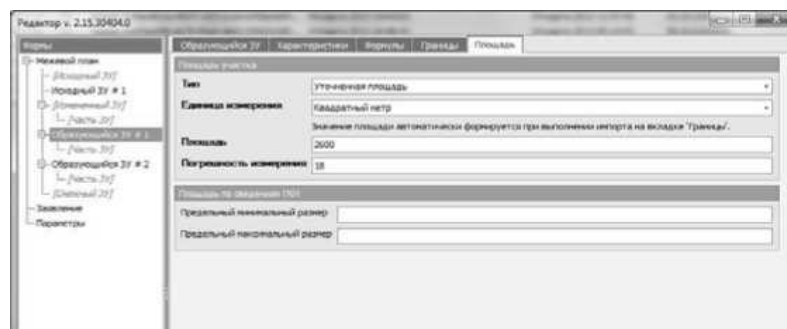 Редактор v. 2.15.30404.0
Формы
Межевой план
[Исходный ЗУ]
Исходный ЗУ # 1
[Измененный ЗУ]
[Часть ЗУ]
Образующийся ЗУ # 1
[Часть ЗУ]
Образующийся ЗУ # 2
[Часть ЗУ]
[Смежный ЗУ]
Заявление
Параметры
Образующийся ЗУ Характеристики Формулы Границы Площадь
Площадь участка
Тип Уточненная площадь
Единица измерения Квадратный метр
Значение площади автоматически формируется при выполнении импорта на вкладке 'Границы'.
Площадь 2600
Погрешность измерения 18
Площадь по сведениям
Предельный минимальный размер
Предельный максимальный размер